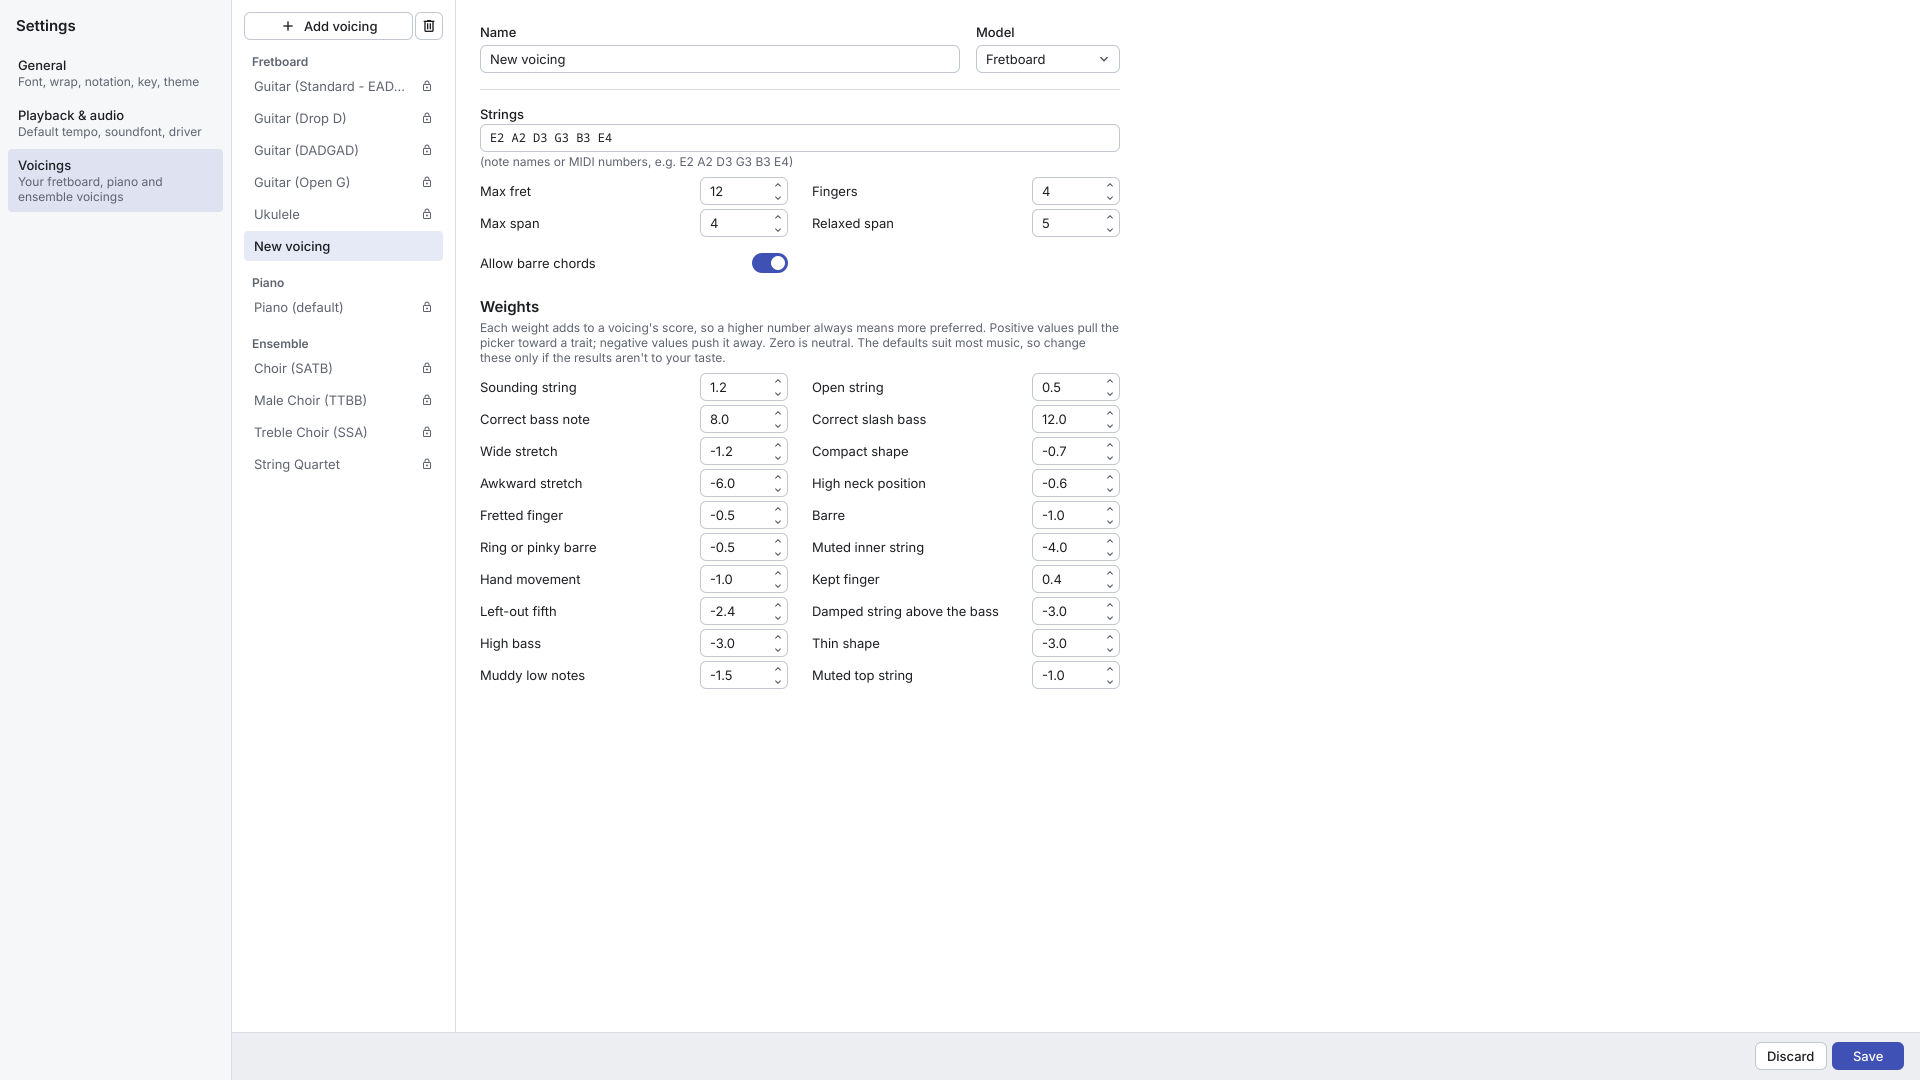 Settings
General
Font, wrap, notation, key, theme
Playback & audio
Default tempo, soundfont, driver
Voicings
Your fretboard, piano and
ensemble voicings
Add voicing
Fretboard
Guitar (Standard - EAD...
Guitar (Drop D)
Guitar (DADGAD)
Guitar (Open G)
Ukulele
New voicing
Piano
Piano (default)
Ensemble
Choir (SATB)
Male Choir (TTBB)
Treble Choir (SSA)
String Quartet
Name Model
New voicing Fretboard
Strings
E2 A2 D3 G3 B3 E4
(note names or MIDI numbers, e.g. E2 A2 D3 G3 B3 E4)
Max fret 12 Fingers 4
Max span 4 Relaxed span 5
Allow barre chords
Weights
Each weight adds to a voicing's score, so a higher number always means more preferred. Positive values pull the
picker toward a trait; negative values push it away. Zero is neutral. The defaults suit most music, so change
these only if the results aren't to your taste.
Sounding string 1.2 Open string 0.5
Correct bass note 8.0 Correct slash bass 12.0
Wide stretch -1.2 Compact shape -0.7
Awkward stretch -6.0 High neck position -0.6
Fretted finger -0.5 Barre -1.0
Ring or pinky barre -0.5 Muted inner string -4.0
Hand movement -1.0 Kept finger 0.4
Left-out fifth -2.4 Damped string above the bass -3.0
High bass -3.0 Thin shape -3.0
Muddy low notes -1.5 Muted top string -1.0
Discard Save